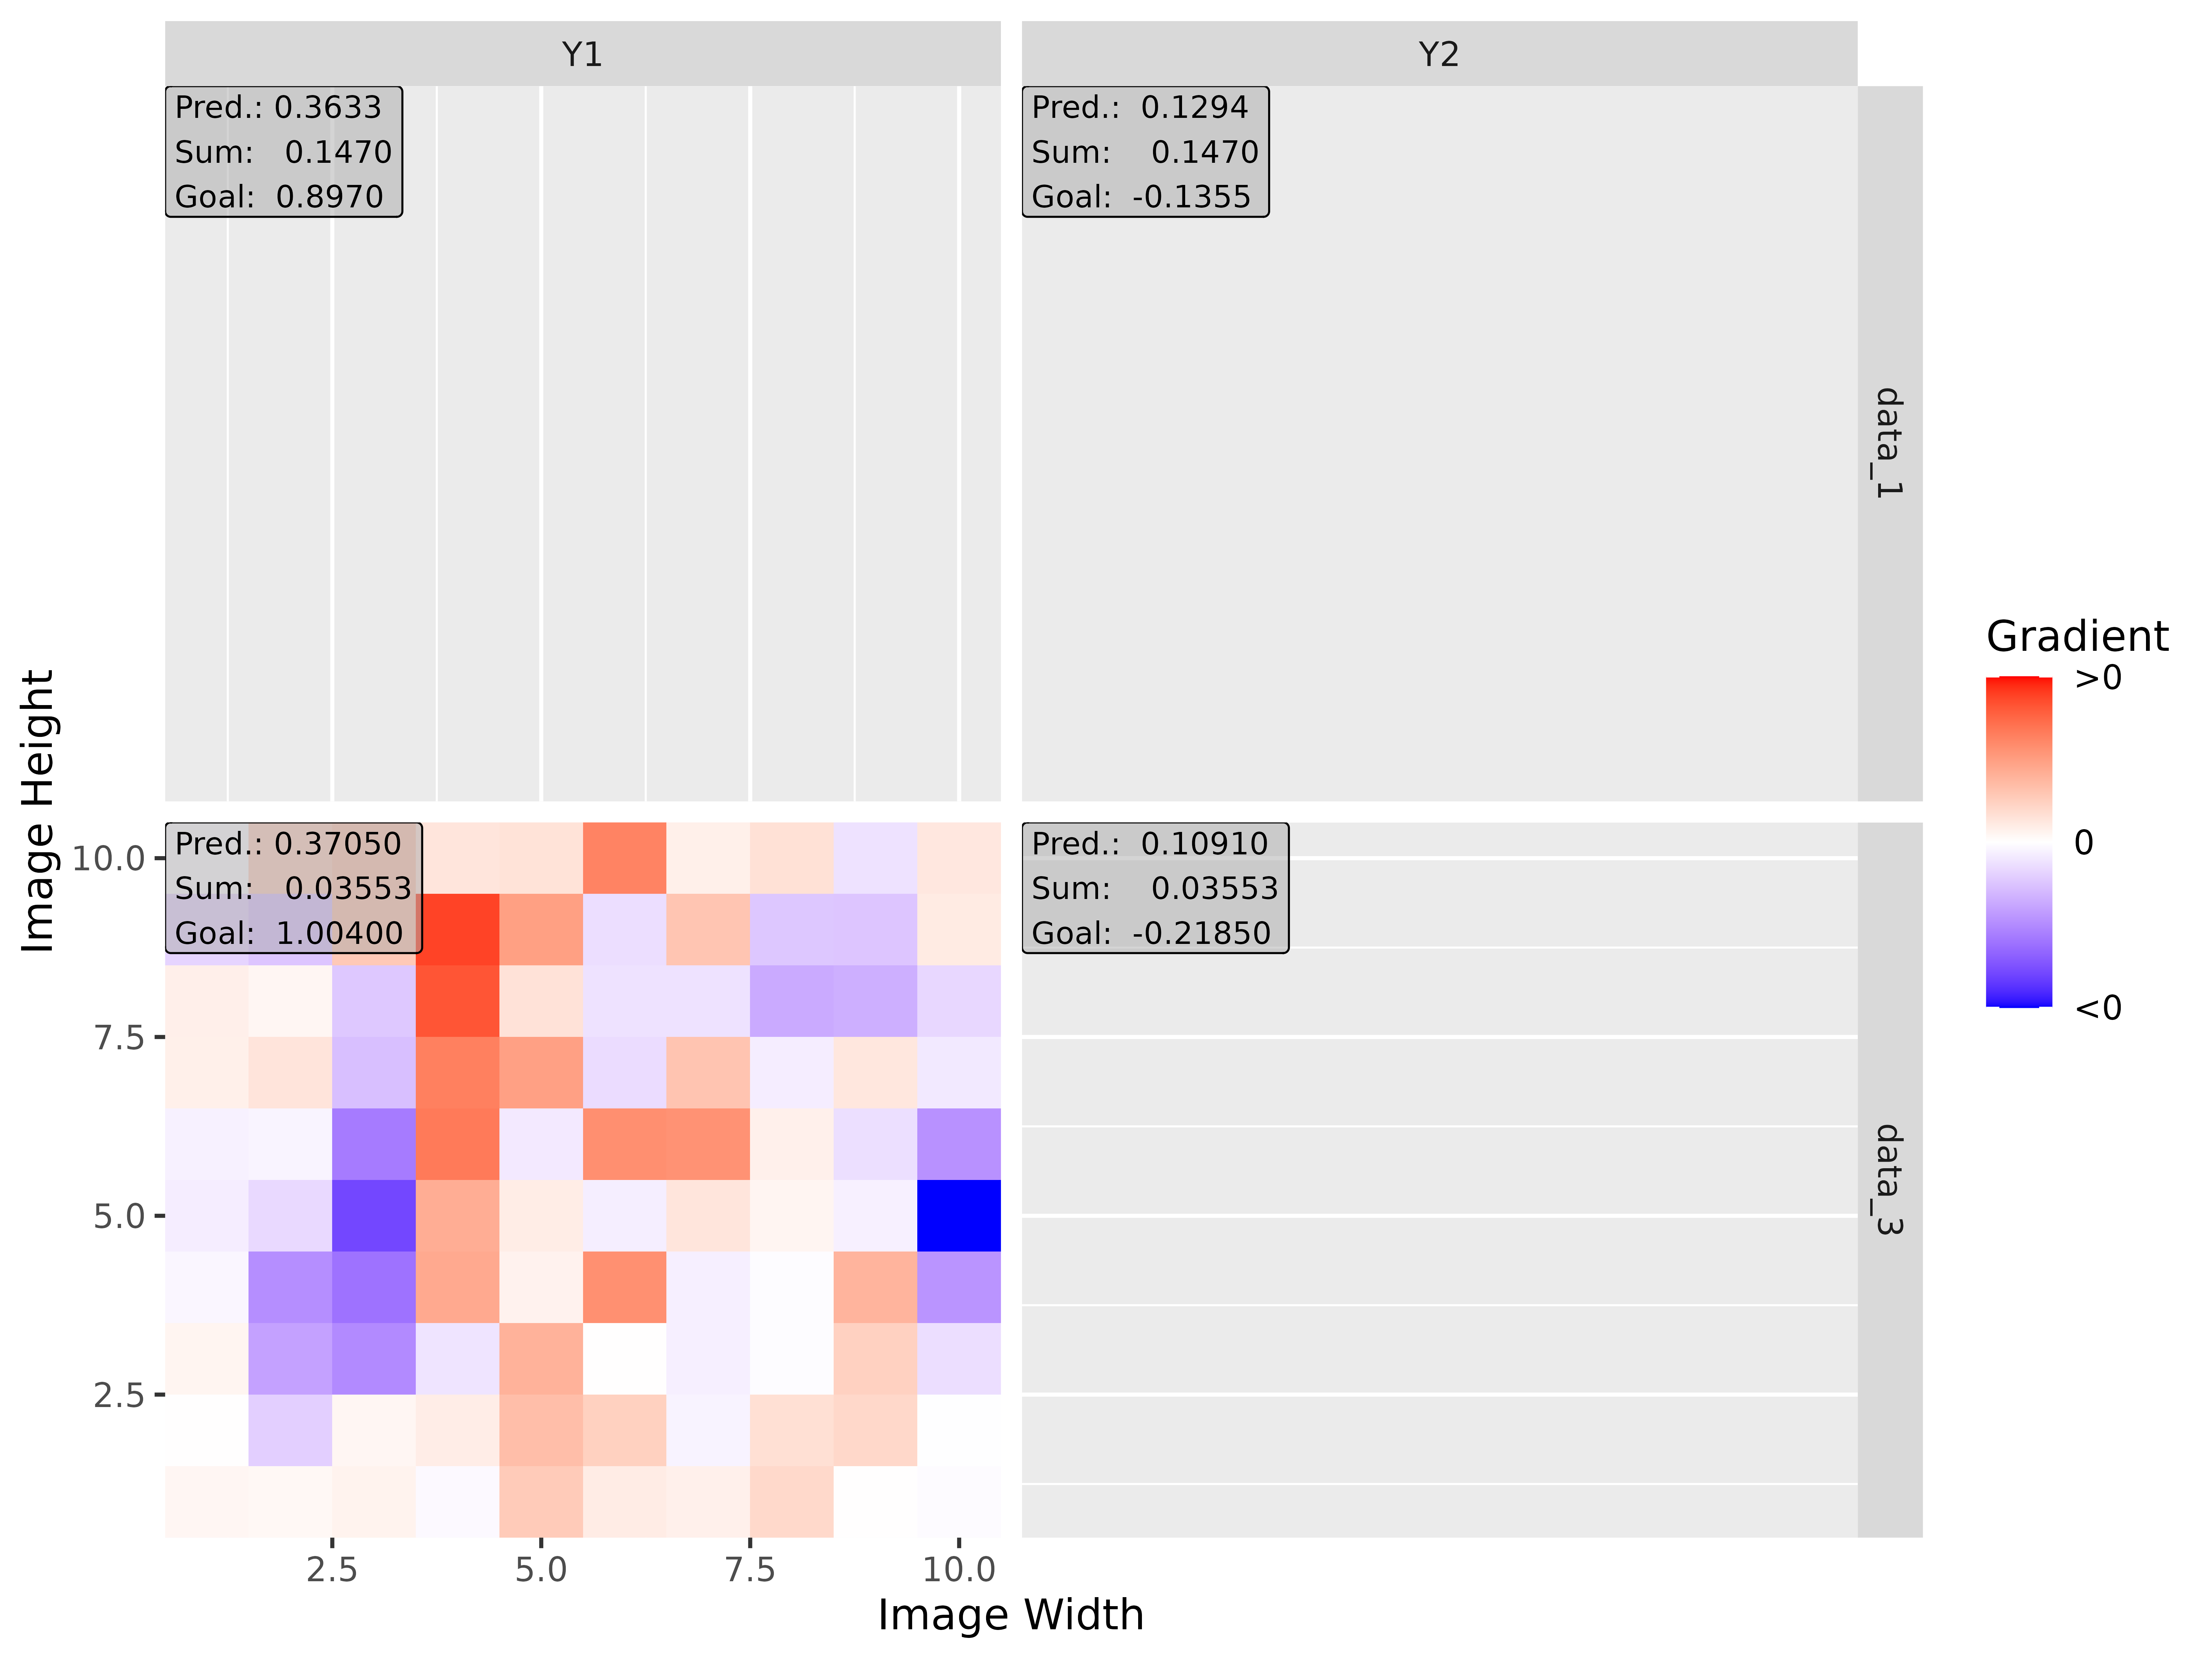 Y1
Y2
Pred.: 0.3633
Sum: 0.1470
Goal: 0.8970
Pred.: 0.1294
Sum: 0.1470
Goal: -0.1355
data_1
Pred.: 0.37050
Sum: 0.03553
Goal: 1.00400
Pred.: 0.10910
Sum: 0.03553
Goal: -0.21850
data_3
Image Height
10.0
7.5
5.0
2.5
2.5 5.0 7.5 10.0
Image Width
Gradient
>0
0
<0